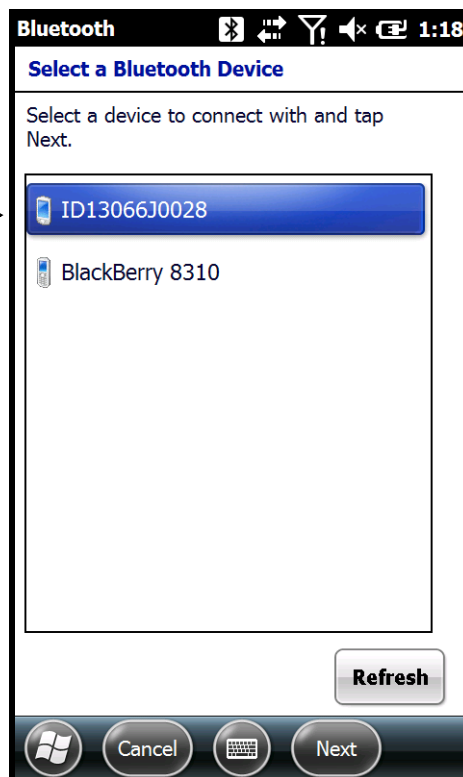 Bluetooth 1:18
Select a Bluetooth Device
Select a device to connect with and tap
Next.
ID13066J0028
BlackBerry 8310
Refresh
Cancel Next